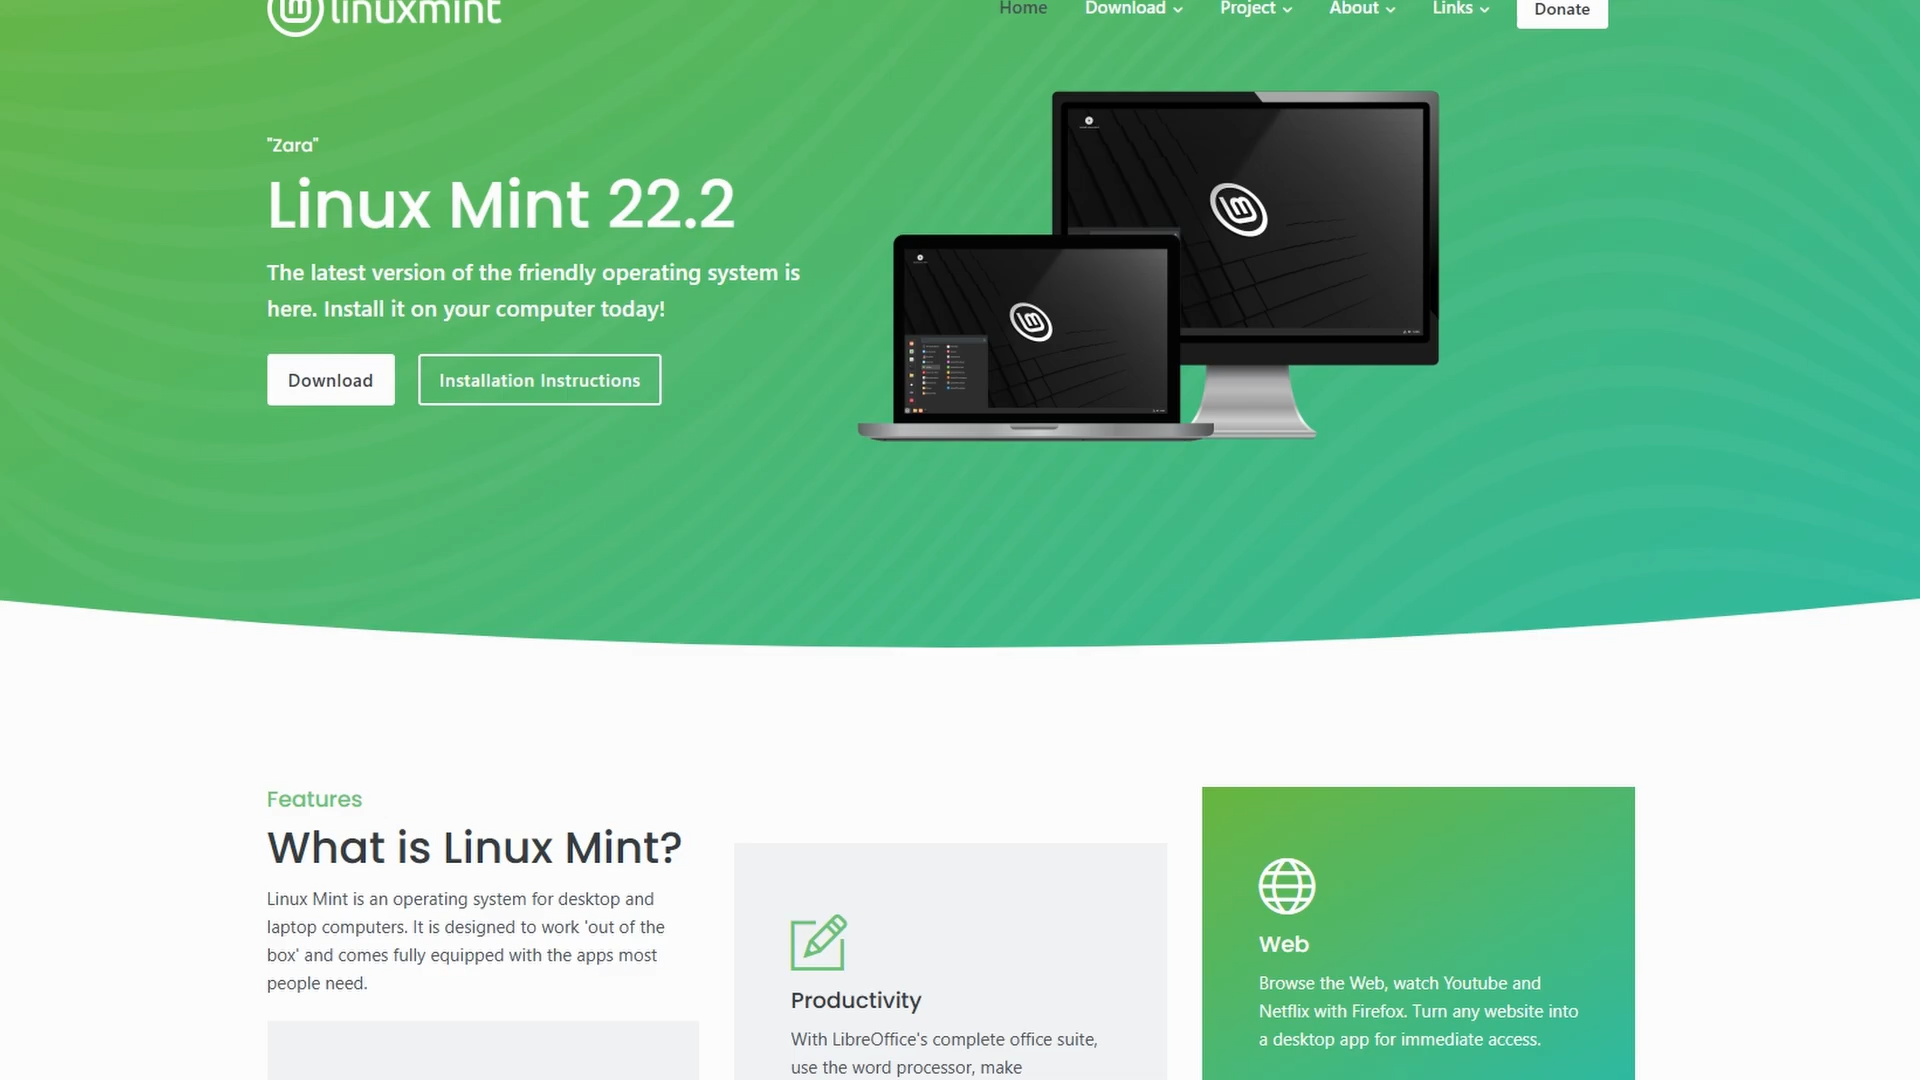 linuxmint
Home Download Project About Links Donate
"Zara"
Linux Mint 22.2
The latest version of the friendly operating system is
here. Install it on your computer today!
Download Installation Instructions
Features
What is Linux Mint?
Linux Mint is an operating system for desktop and
laptop computers. It is designed to work 'out of the
box' and comes fully equipped with the apps most
people need.
Productivity
With LibreOffice's complete office suite,
use the word processor, make
Web
Browse the Web, watch Youtube and
Netflix with Firefox. Turn any website into
a desktop app for immediate access.